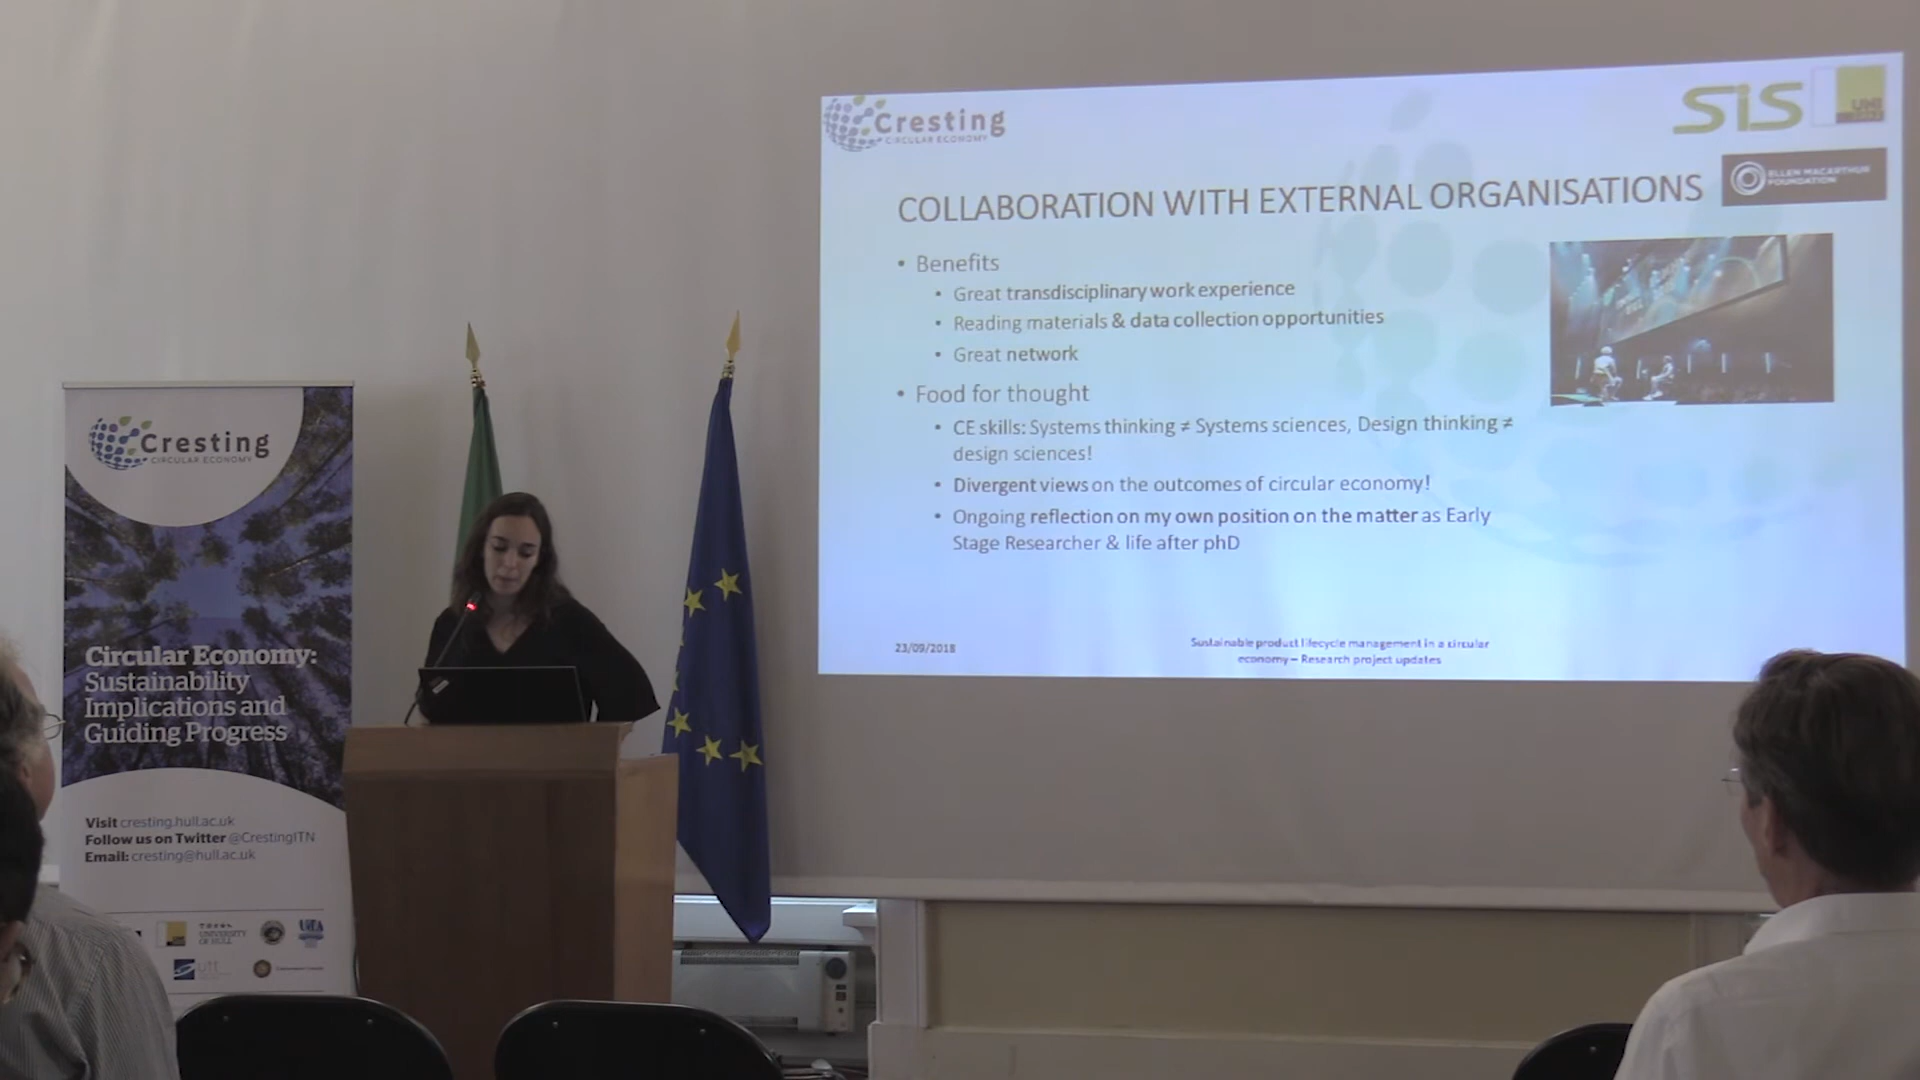 Cresting
CIRCULAR ECONOMY
SiS
UNI
ELLEN MACARTHUR
FOUNDATION
COLLABORATION WITH EXTERNAL ORGANISATIONS
• Benefits
• Great transdisciplinary work experience
• Reading materials & data collection opportunities
• Great network
• Food for thought
• CE skills: Systems thinking ≠ Systems sciences, Design thinking ≠
design sciences!
• Divergent views on the outcomes of circular economy!
• Ongoing reflection on my own position on the matter as Early
Stage Researcher & life after phD
23/09/2018
Sustainable product lifecycle management in a circular
economy – Research project updates
Cresting
CIRCULAR ECONOMY
Circular Economy:
Sustainability
Implications and
Guiding Progress
Visit cresting.hull.ac.uk
Follow us on Twitter @CrestingITN
Email: cresting@hull.ac.uk
UNIVERSITY
OF HULL
utt